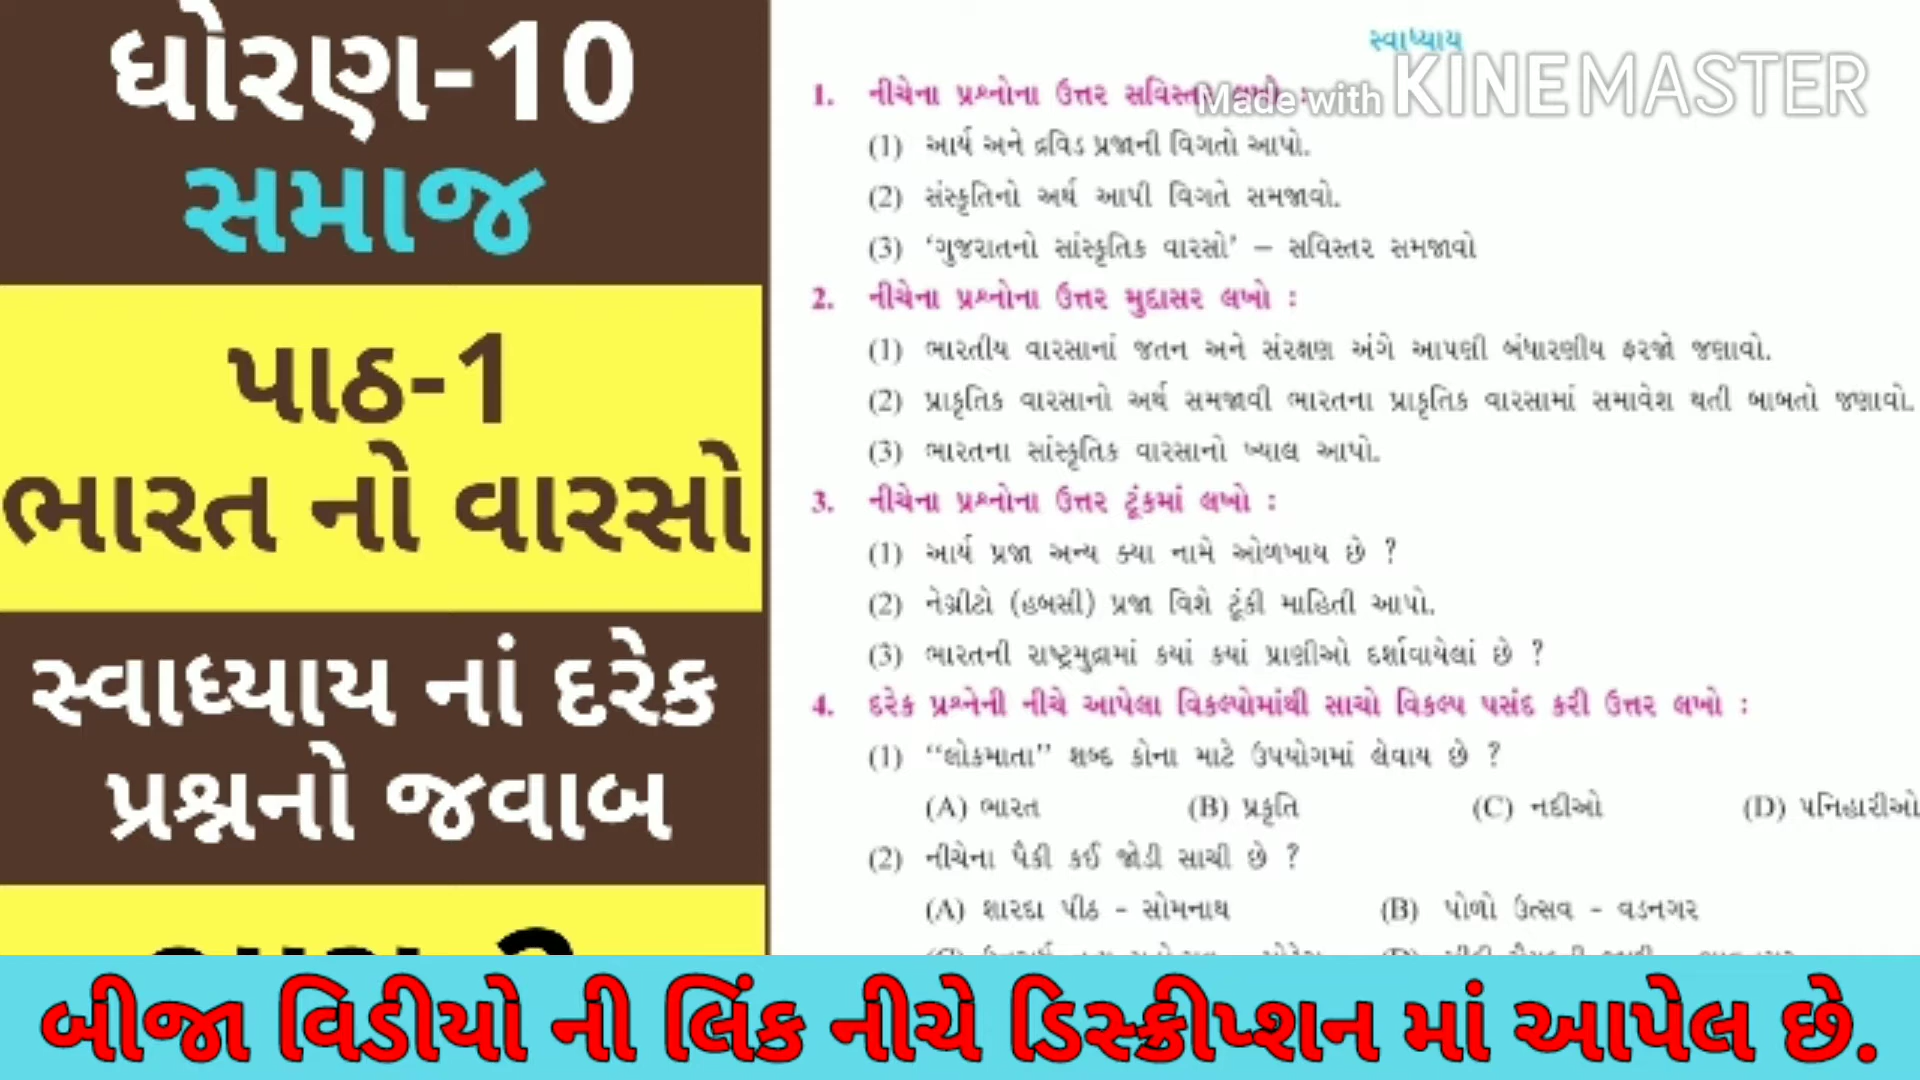 ધોરણ-10
સમાજ
પાઠ-1
ભારત નો વારસો
સ્વાધ્યાય નાં દરેક
પ્રશ્નનો જવાબ
સ્વાધ્યાય
Made with KINEMASTER
1. નીચેના પ્રશ્નોના ઉત્તર સવિસ્તર લખો :
(1) આર્ય અને દ્રવિડ પ્રજાની વિગતો આપો.
(2) સંસ્કૃતિનો અર્થ આપી વિગતે સમજાવો.
(3) ‘ગુજરાતનો સાંસ્કૃતિક વારસો’ – સવિસ્તર સમજાવો
2. નીચેના પ્રશ્નોના ઉત્તર મુદ્દાસર લખો :
(1) ભારતીય વારસાનાં જતન અને સંરક્ષણ અંગે આપણી બંધારણીય ફરજો જણાવો.
(2) પ્રાકૃતિક વારસાનો અર્થ સમજાવી ભારતના પ્રાકૃતિક વારસામાં સમાવેશ થતી બાબતો જણાવો.
(3) ભારતના સાંસ્કૃતિક વારસાનો ખ્યાલ આપો.
3. નીચેના પ્રશ્નોના ઉત્તર ટૂંકમાં લખો :
(1) આર્ય પ્રજા અન્ય ક્યા નામે ઓળખાય છે ?
(2) નેગ્રીટો (હબસી) પ્રજા વિશે ટૂંકી માહિતી આપો.
(3) ભારતની રાષ્ટ્રમુદ્રામાં કયાં કયાં પ્રાણીઓ દર્શાવાયેલાં છે ?
4. દરેક પ્રશ્નેની નીચે આપેલા વિકલ્પોમાંથી સાચો વિકલ્પ પસંદ કરી ઉત્તર લખો :
(1) “લોકમાતા” શબ્દ કોના માટે ઉપયોગમાં લેવાય છે ?
(A) ભારત (B) પ્રકૃતિ (C) નદીઓ (D) પનિહારીઓ
(2) નીચેના પૈકી કઈ જોડી સાચી છે ?
(A) શારદા પીઠ - સોમનાથ (B) પોળો ઉત્સવ - વડનગર
બીજા વિડીયો ની લિંક નીચે ડિસ્ક્રીપ્શન માં આપેલ છે.